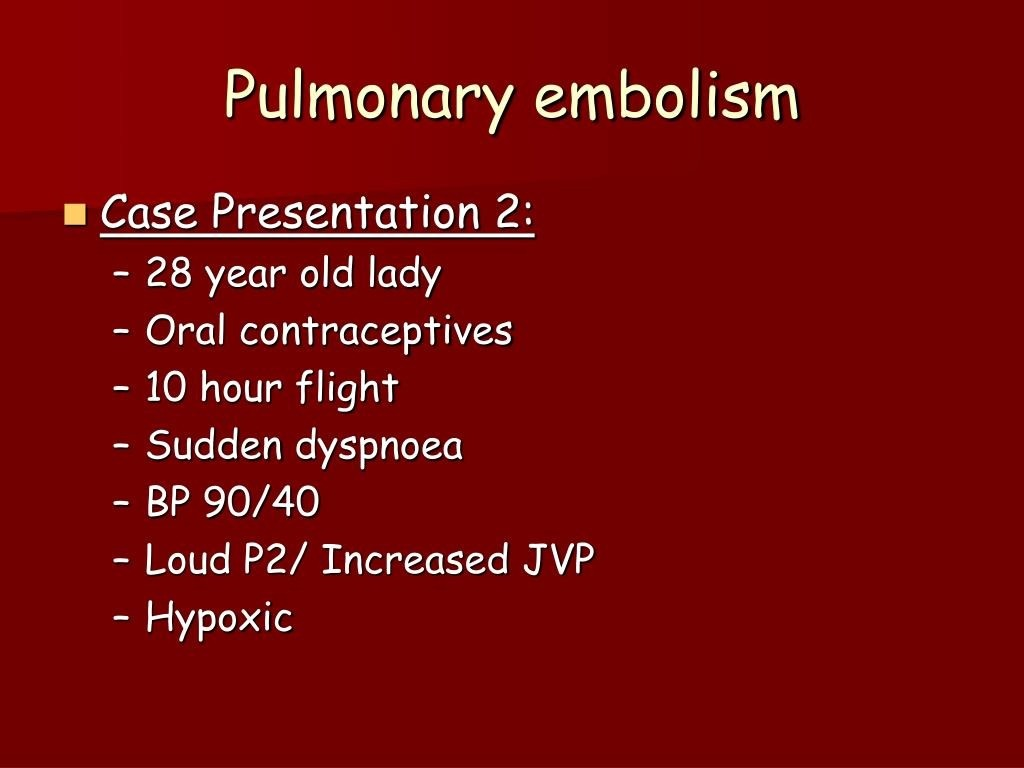 Pulmonary embolism
Case Presentation 2:
– 28 year old lady
– Oral contraceptives
– 10 hour flight
– Sudden dyspnoea
– BP 90/40
– Loud P2/ Increased JVP
– Hypoxic